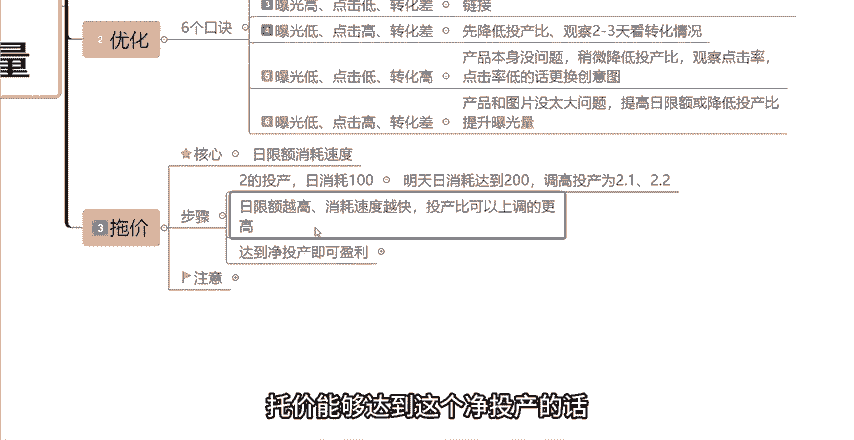 曝光高、点击低、转化差
链接
2 优化
6个口诀
曝光低、点击低、转化差
先降低投产比、观察2-3天看转化情况
量
曝光低、点击低、转化高
产品本身没问题，稍微降低投产比，观察点击率，
点击率低的话更换创意图
曝光低、点击高、转化差
产品和图片没太大问题，提高日限额或降低投产比
提升曝光量
核心
日限额消耗速度
2的投产，日消耗100
明天日消耗达到200，调高投产为2.1、2.2
3 拖价
步骤
日限额越高、消耗速度越快，投产比可以上调的更
高
达到净投产即可盈利
注意
托价能够达到这个净投产的话